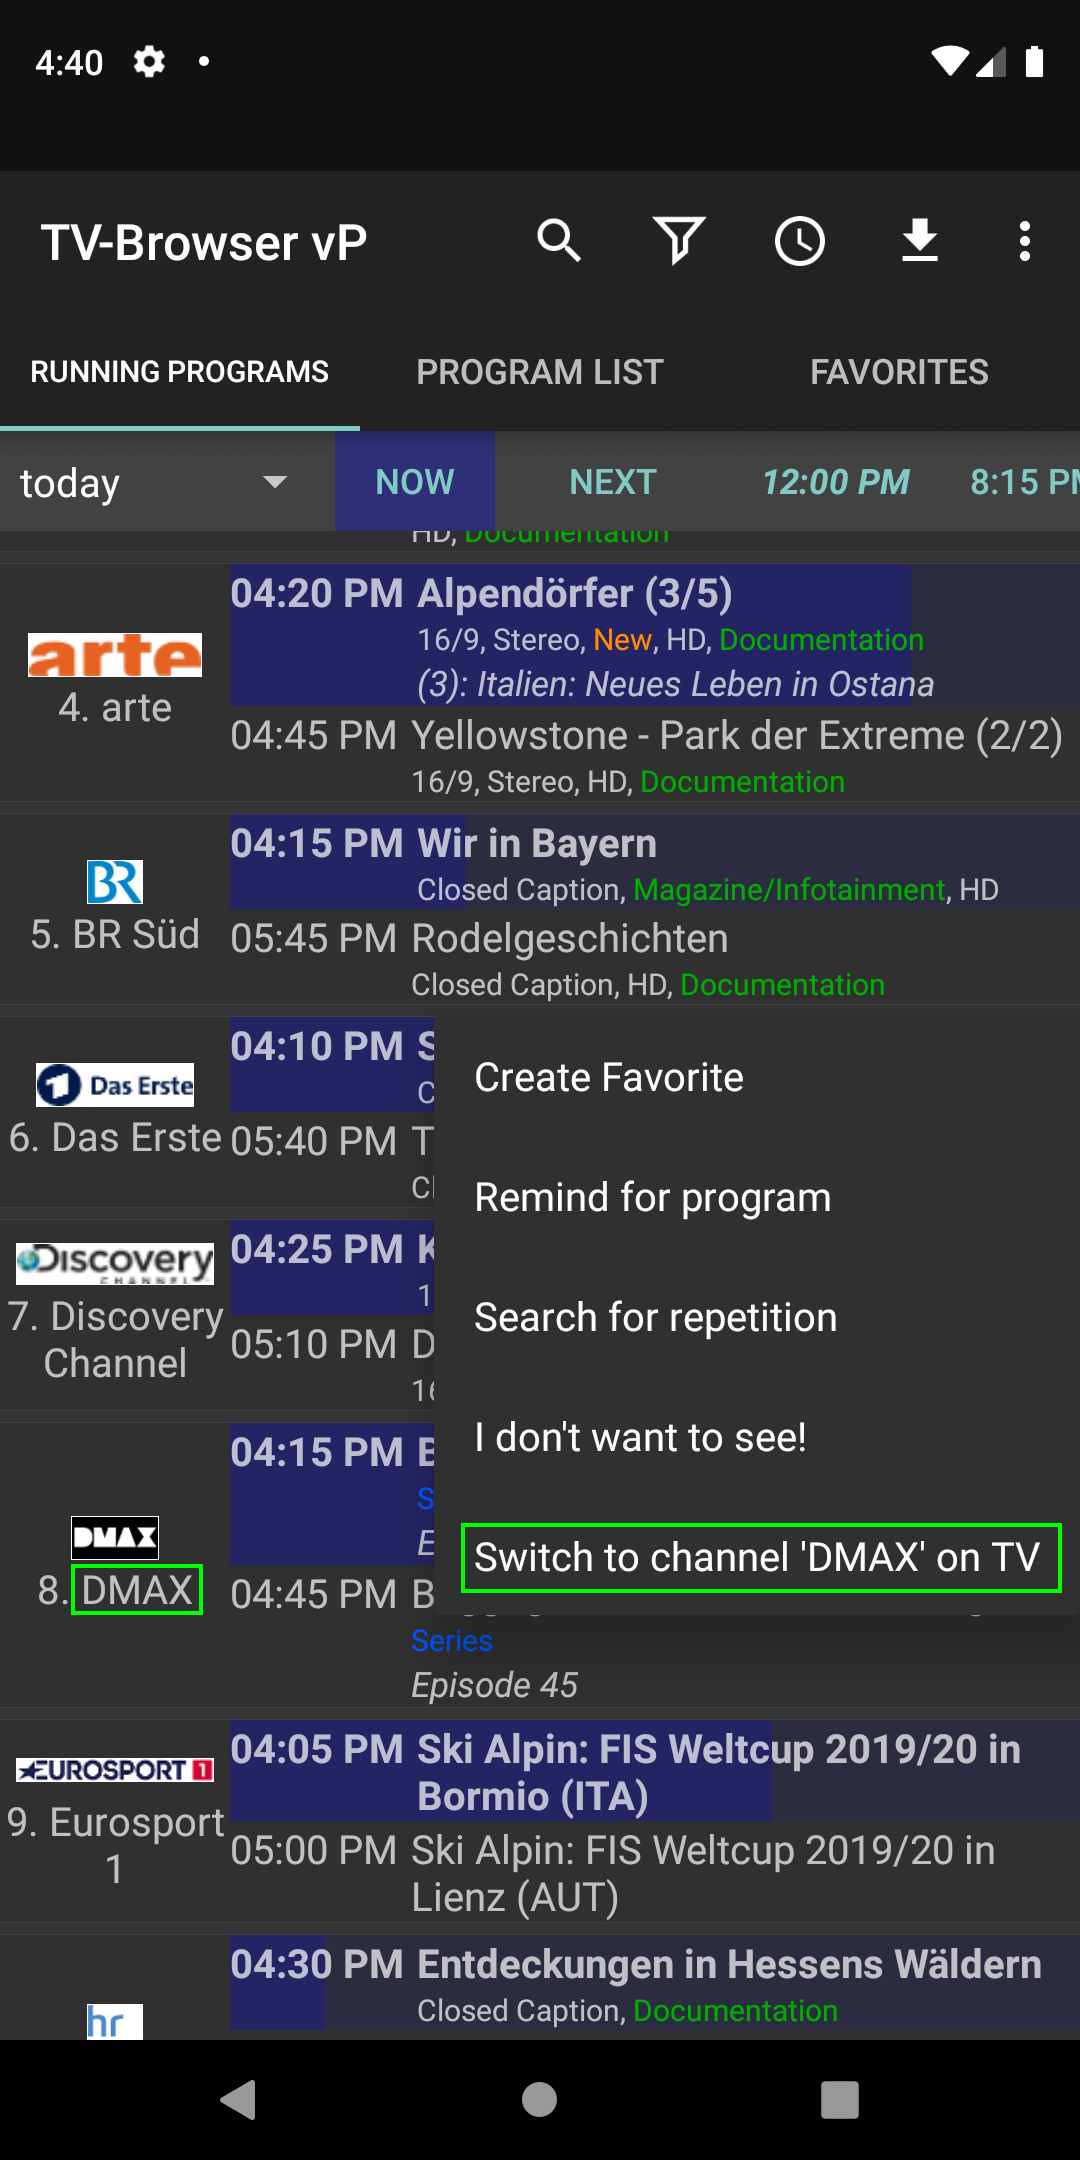 4:40
TV-Browser vP
RUNNING PROGRAMS
PROGRAM LIST
FAVORITES
today
NOW
NEXT
12:00 PM
8:15 PM
HD, Documentation
arte
4. arte
04:20 PM Alpendörfer (3/5)
16/9, Stereo, New, HD, Documentation
(3): Italien: Neues Leben in Ostana
04:45 PM Yellowstone - Park der Extreme (2/2)
16/9, Stereo, HD, Documentation
BR
5. BR Süd
04:15 PM Wir in Bayern
Closed Caption, Magazine/Infotainment, HD
05:45 PM Rodelgeschichten
Closed Caption, HD, Documentation
1 Das Erste
6. Das Erste
04:10 PM S
C
05:40 PM T
Cl
Discovery
CHANNEL
7. Discovery
Channel
04:25 PM K
1
05:10 PM D
16
DMAX
8. DMAX
04:15 PM B
S
E
04:45 PM B
Series
Episode 45
Create Favorite
Remind for program
Search for repetition
I don't want to see!
Switch to channel 'DMAX' on TV
EUROSPORT 1
9. Eurosport
1
04:05 PM Ski Alpin: FIS Weltcup 2019/20 in
Bormio (ITA)
05:00 PM Ski Alpin: FIS Weltcup 2019/20 in
Lienz (AUT)
hr
04:30 PM Entdeckungen in Hessens Wäldern
Closed Caption, Documentation